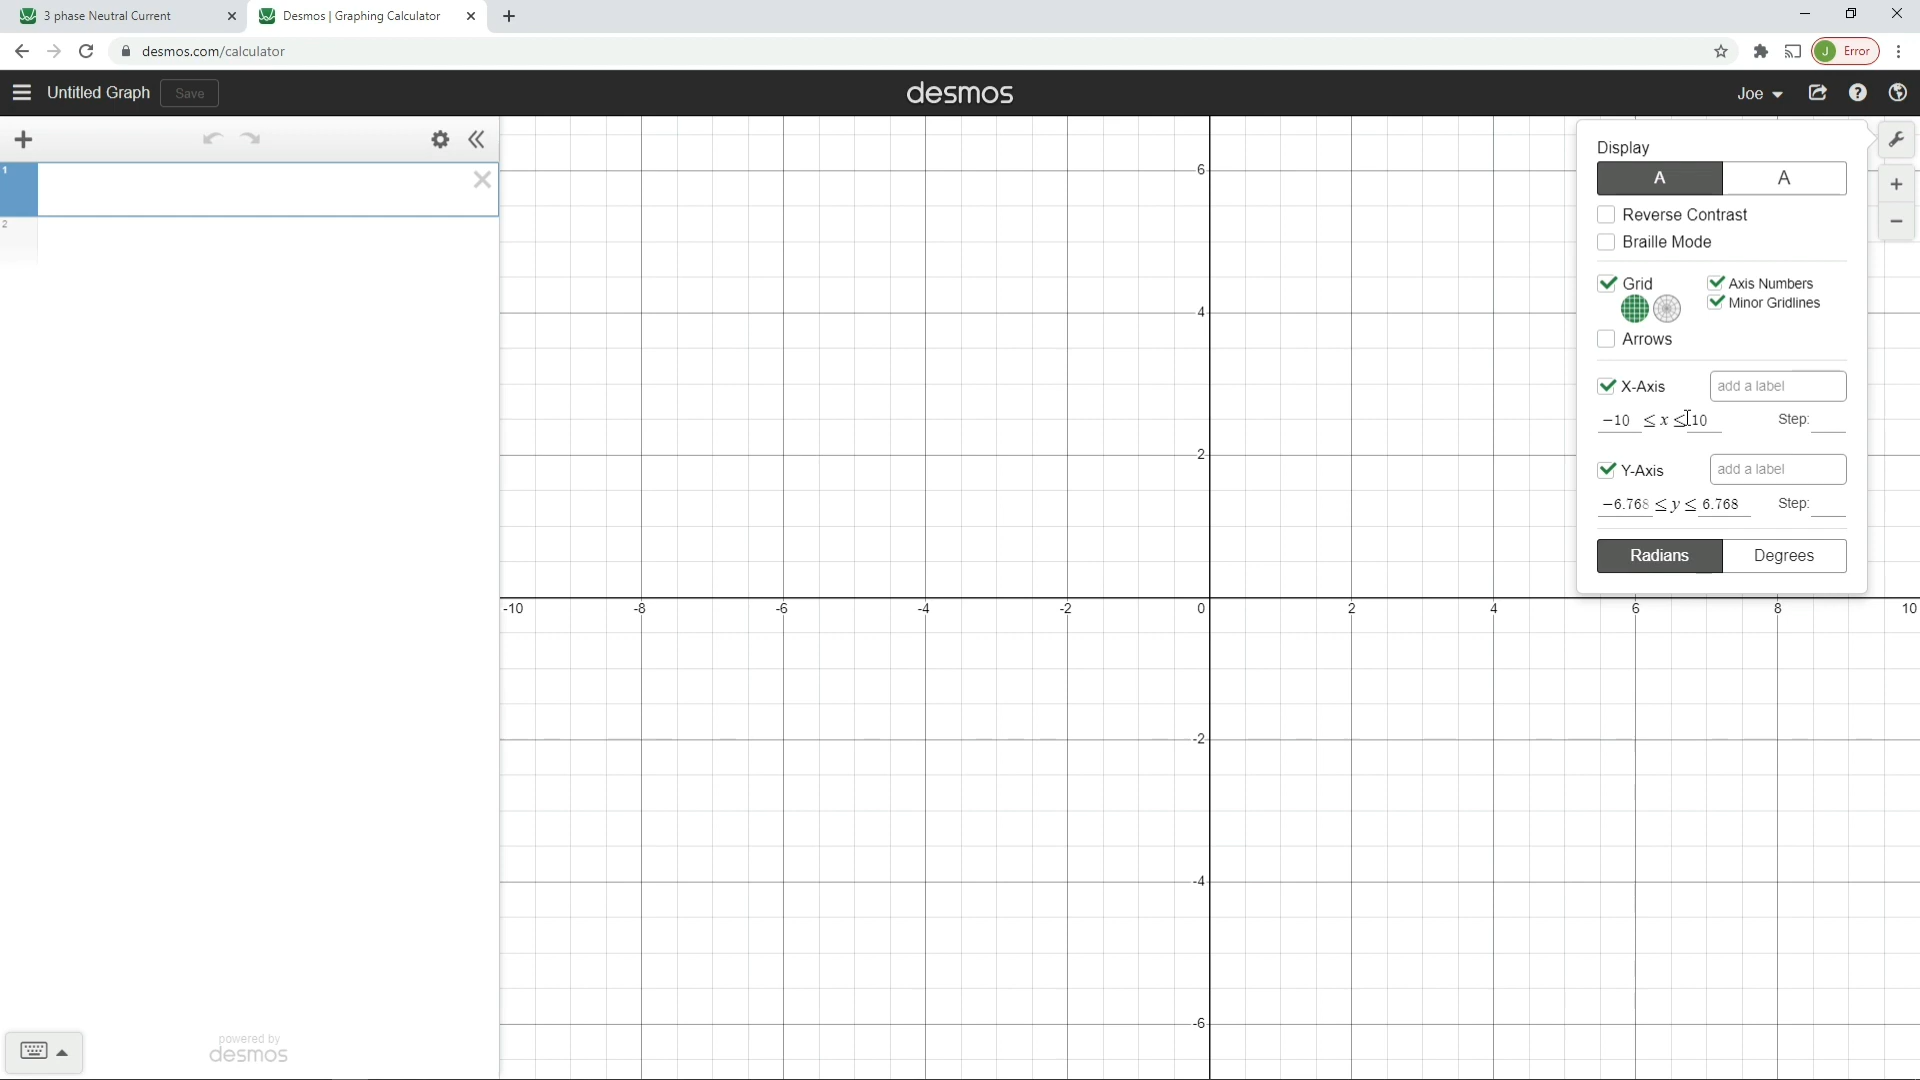 3 phase Neutral Current
Desmos | Graphing Calculator
desmos.com/calculator
J Error
Untitled Graph
Save
desmos
Joe
1
2
Display
A A
Reverse Contrast
Braille Mode
Grid
Axis Numbers
Minor Gridlines
Arrows
X-Axis
add a label
−10 ≤ x ≤ 10
Step:
Y-Axis
add a label
−6.768 ≤ y ≤ 6.768
Step:
Radians
Degrees
6
4
2
-10 -8 -6 -4 -2 0 2 4 6 8 10
-2
-4
-6
powered by
desmos